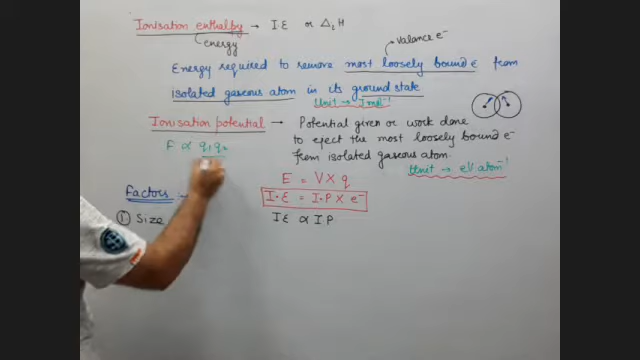 Ionisation enthalpy → I.E or ΔiH
energy
valance e⁻
Energy required to remove most loosely bound e⁻ from
isolated gaseous atom in its ground state
Unit → J mol⁻¹
Ionisation potential → Potential given or work done
to eject the most loosely bound e⁻
from isolated gaseous atom.
Unit → eV atom⁻¹
F ∝ q₁q₂
E = V × q
I.E = I.P × e⁻
IE ∝ IP
Factors
① Size